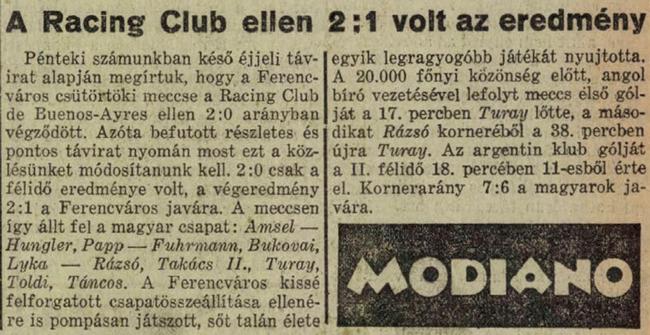 A Racing Club ellen 2:1 volt az eredmény
Pénteki számunkban késő éjjeli táv-
irat alapján megírtuk, hogy a Ferenc-
város csütörtöki meccse a Racing Club
de Buenos-Ayres ellen 2:0 arányban
végződött. Azóta befutott részletes és
pontos távirat nyomán most ezt a köz-
lésünket módosítanunk kell. 2:0 csak a
félidő eredménye volt, a végeredmény
2:1 a Ferencváros javára. A meccsen
így állt fel a magyar csapat: Amsel —
Hungler, Papp — Fuhrmann, Bukovai,
Lyka — Rázsó, Takács II., Turay,
Toldi, Táncos. A Ferencváros kissé
felforgatott csapatösszeállítása ellené-
re is pompásan játszott, sőt talán élete
egyik legragyogóbb játékát nyujtotta.
A 20.000 főnyi közönség előtt, angol
bíró vezetésével lefolyt meccs első gól-
ját a 17. percben Turay lőtte, a máso-
dikat Rázsó korneréből a 38. percben
újra Turay. Az argentin klub gólját
a II. félidő 18. percében 11-esből érte
el. Kornerarány 7:6 a magyarok ja-
vára.
MODIANO